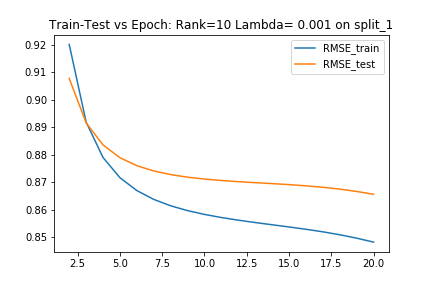 Train-Test vs Epoch: Rank=10 Lambda= 0.001 on split_1
RMSE_train
RMSE_test
0.92
0.91
0.90
0.89
0.88
0.87
0.86
0.85
2.5 5.0 7.5 10.0 12.5 15.0 17.5 20.0